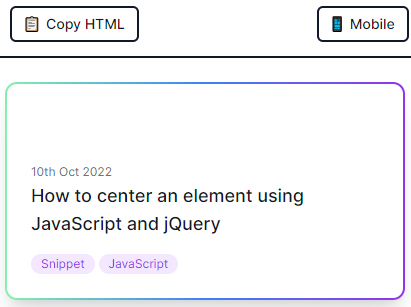 Copy HTML
Mobile
10th Oct 2022
How to center an element using
JavaScript and jQuery
Snippet JavaScript